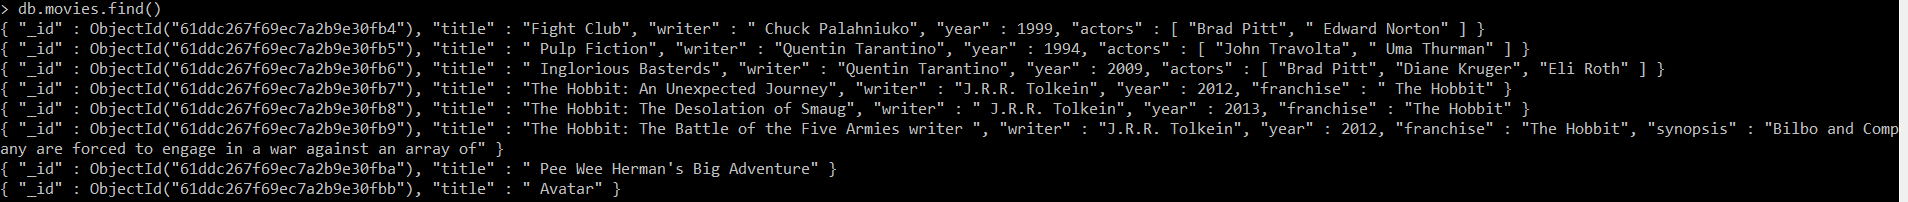 > db.movies.find()
{ "_id" : ObjectId("61ddc267f69ec7a2b9e30fb4"), "title" : "Fight Club", "writer" : " Chuck Palahniuko", "year" : 1999, "actors" : [ "Brad Pitt", " Edward Norton" ] }
{ "_id" : ObjectId("61ddc267f69ec7a2b9e30fb5"), "title" : " Pulp Fiction", "writer" : "Quentin Tarantino", "year" : 1994, "actors" : [ "John Travolta", " Uma Thurman" ] }
{ "_id" : ObjectId("61ddc267f69ec7a2b9e30fb6"), "title" : " Inglorious Basterds", "writer" : "Quentin Tarantino", "year" : 2009, "actors" : [ "Brad Pitt", "Diane Kruger", "Eli Roth" ] }
{ "_id" : ObjectId("61ddc267f69ec7a2b9e30fb7"), "title" : "The Hobbit: An Unexpected Journey", "writer" : "J.R.R. Tolkein", "year" : 2012, "franchise" : " The Hobbit" }
{ "_id" : ObjectId("61ddc267f69ec7a2b9e30fb8"), "title" : "The Hobbit: The Desolation of Smaug", "writer" : " J.R.R. Tolkein", "year" : 2013, "franchise" : "The Hobbit" }
{ "_id" : ObjectId("61ddc267f69ec7a2b9e30fb9"), "title" : "The Hobbit: The Battle of the Five Armies writer ", "writer" : "J.R.R. Tolkein", "year" : 2012, "franchise" : "The Hobbit", "synopsis" : "Bilbo and Comp
any are forced to engage in a war against an array of" }
{ "_id" : ObjectId("61ddc267f69ec7a2b9e30fba"), "title" : " Pee Wee Herman's Big Adventure" }
{ "_id" : ObjectId("61ddc267f69ec7a2b9e30fbb"), "title" : " Avatar" }